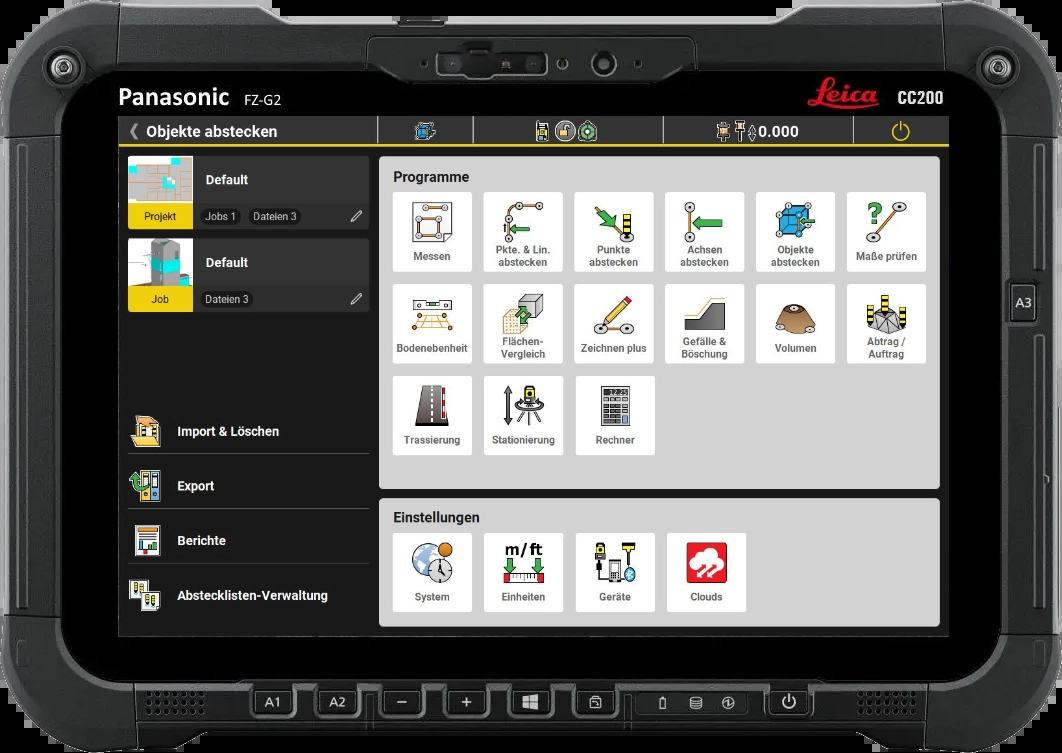 Panasonic FZ-G2
Leica CC200
Objekte abstecken
0.000
Default
Projekt
Jobs 1 Dateien 3
Default
Job
Dateien 3
Import & Löschen
Export
Berichte
Abstecklisten-Verwaltung
Programme
Messen
Pkte. & Lin.
abstecken
Punkte
abstecken
Achsen
abstecken
Objekte
abstecken
?
Maße prüfen
Bodenebenheit
Flächen-
Vergleich
Zeichnen plus
Gefälle &
Böschung
Volumen
Abtrag /
Auftrag
Trassierung
Stationierung
12.25
Rechner
Einstellungen
System
m/ft
Einheiten
Geräte
Clouds
A3
A1
A2
−
+